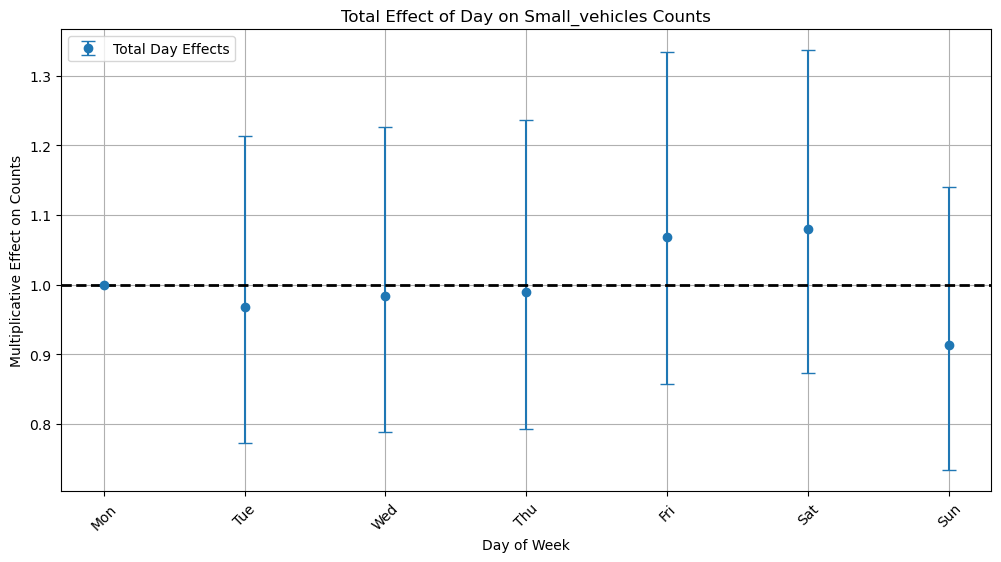 Total Effect of Day on Small_vehicles Counts
Total Day Effects
Multiplicative Effect on Counts
1.3
1.2
1.1
1.0
0.9
0.8
Mon
Tue
Wed
Thu
Fri
Sat
Sun
Day of Week